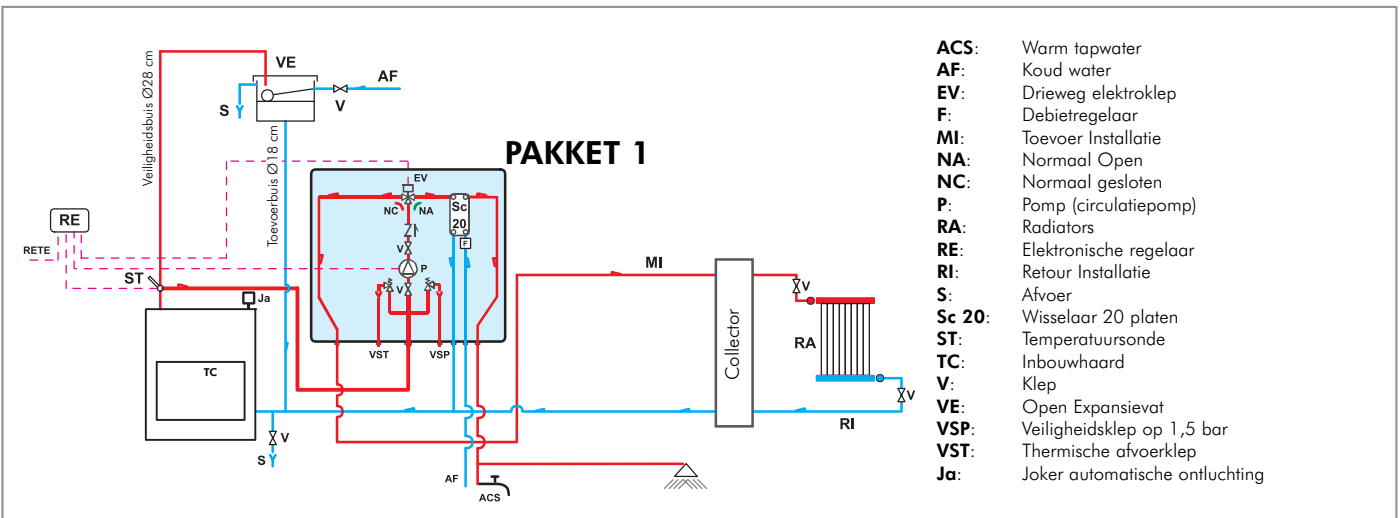 VE
AF
V
S
Veiligheidsbuis Ø28 cm
Toevoerbuis Ø18 cm
PAKKET 1
EV
NC
NA
Sc
20
F
RE
RETE
V
P
V
ST
Ja
MI
V
TC
VST
VSP
RA
Collector
V
RI
V
S
AF
ACS
ACS: Warm tapwater
AF: Koud water
EV: Drieweg elektroklep
F: Debietregelaar
MI: Toevoer Installatie
NA: Normaal Open
NC: Normaal gesloten
P: Pomp (circulatiepomp)
RA: Radiators
RE: Elektronische regelaar
RI: Retour Installatie
S: Afvoer
Sc 20: Wisselaar 20 platen
ST: Temperatuursonde
TC: Inbouwhaard
V: Klep
VE: Open Expansievat
VSP: Veiligheidsklep op 1,5 bar
VST: Thermische afvoerklep
Ja: Joker automatische ontluchting